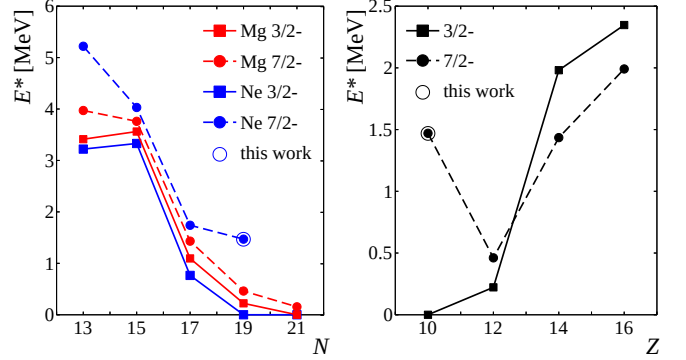 E* [MeV]
6
5
4
3
2
1
0
13 15 17 19 21
N
Mg 3/2-
Mg 7/2-
Ne 3/2-
Ne 7/2-
this work
E* [MeV]
2.5
2
1.5
1
0.5
0
10 12 14 16
Z
3/2-
7/2-
this work